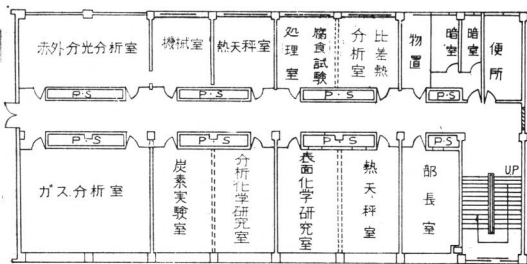 赤外分光分析室
機械室
熱天秤室
腐食試験
処理室
比差熱
分析室
物置
暗室
暗室
便所
P・S
P・S
P・S
P・S
P・S
P・S
P・S
P・S
ガス分析室
炭素実験室
分析化学研究室
表面化学研究室
熱天秤室
部長室
UP